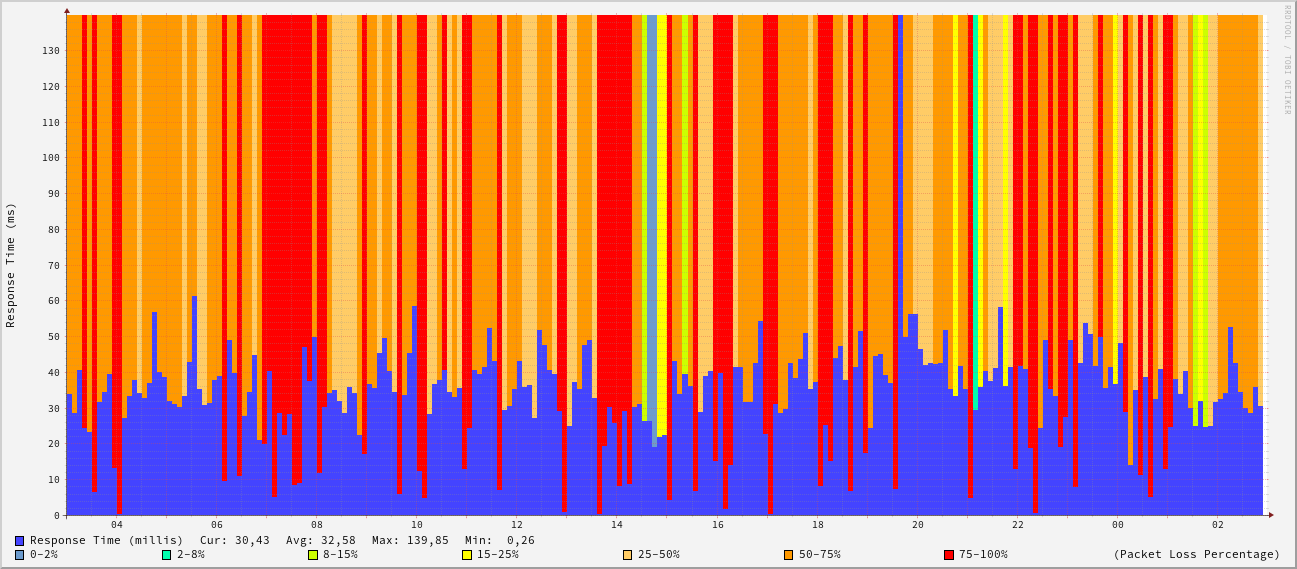 RRDTOOL / TOBI OETIKER
Response Time (ms)
130
120
110
100
90
80
70
60
50
40
30
20
10
0
04 06 08 10 12 14 16 18 20 22 00 02
Response Time (millis) Cur: 30,43 Avg: 32,58 Max: 139,85 Min: 0,26
0-2% 2-8% 8-15% 15-25% 25-50% 50-75% 75-100% (Packet Loss Percentage)